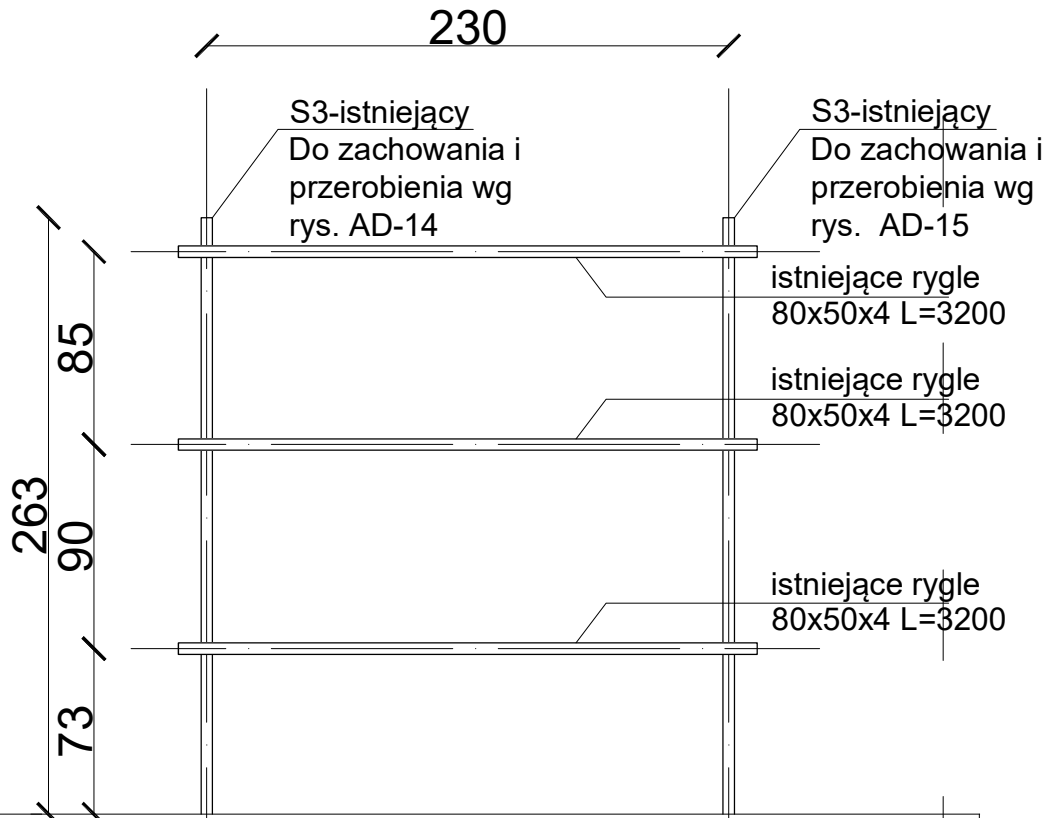 230
S3-istniejący
Do zachowania i
przerobienia wg
rys. AD-14
S3-istniejący
Do zachowania i
przerobienia wg
rys. AD-15
istniejące rygle
80x50x4 L=3200
85
istniejące rygle
80x50x4 L=3200
263
90
istniejące rygle
80x50x4 L=3200
73